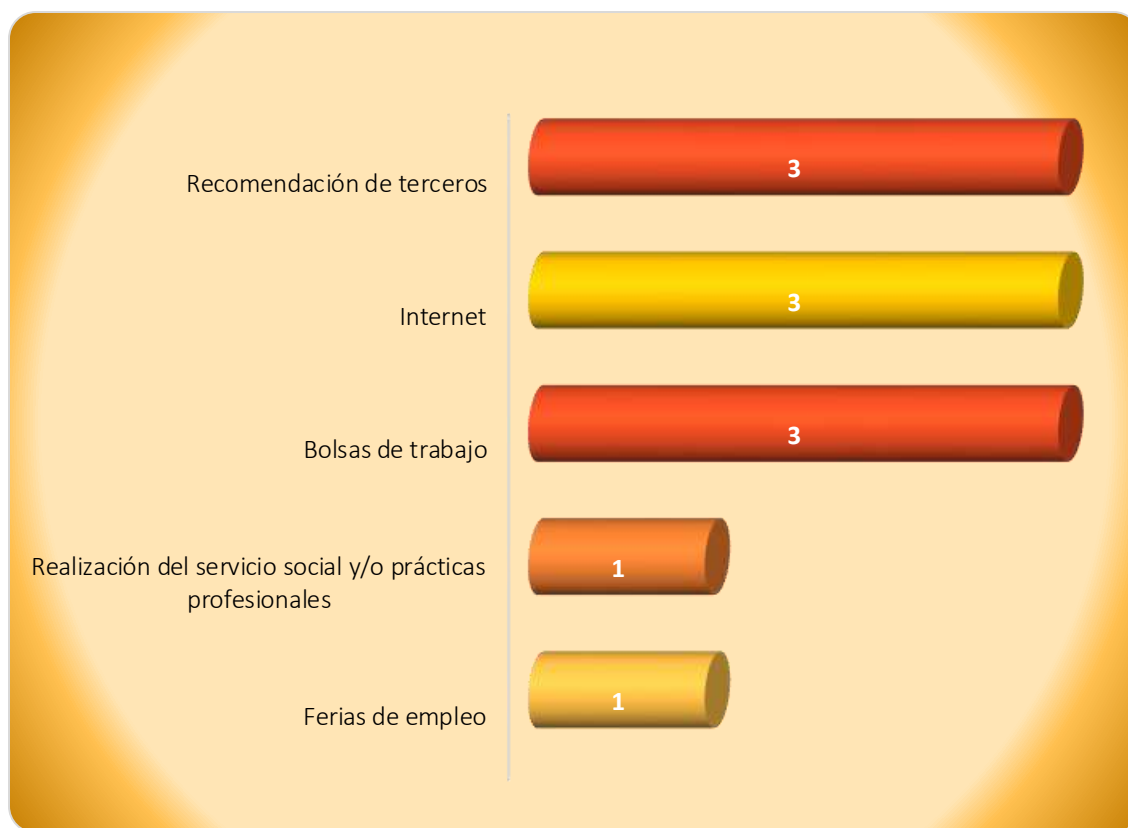 Recomendación de terceros
3
Internet
3
Bolsas de trabajo
3
Realización del servicio social y/o prácticas
profesionales
1
Ferias de empleo
1